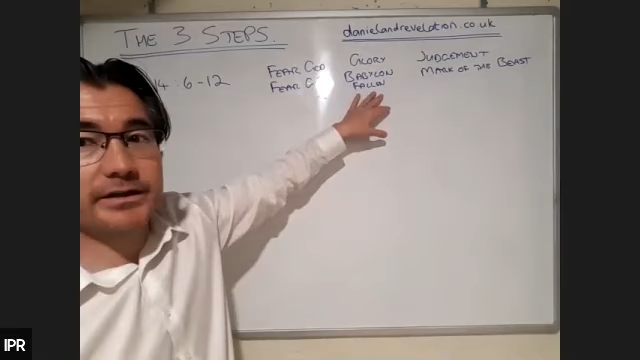 THE 3 STEPS.
danielandrevelation.co.uk
14 : 6-12
FEAR GOD GLORY JUDGEMENT
FEAR G BABYLON MARK OF THE BEAST
FALLEN
IPR